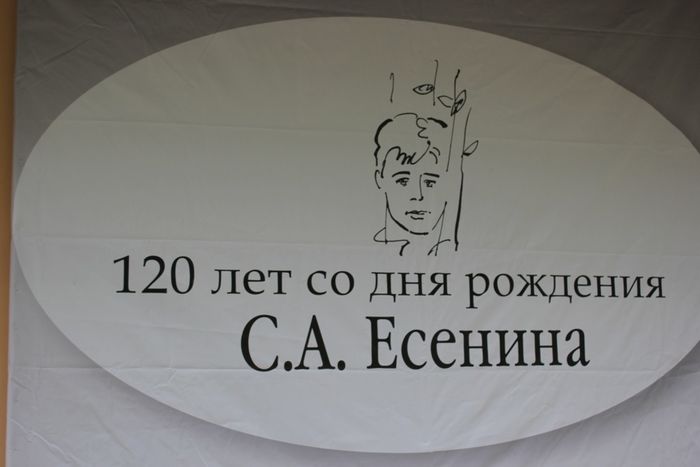 120 лет со дня рождения
С.А. Есенина